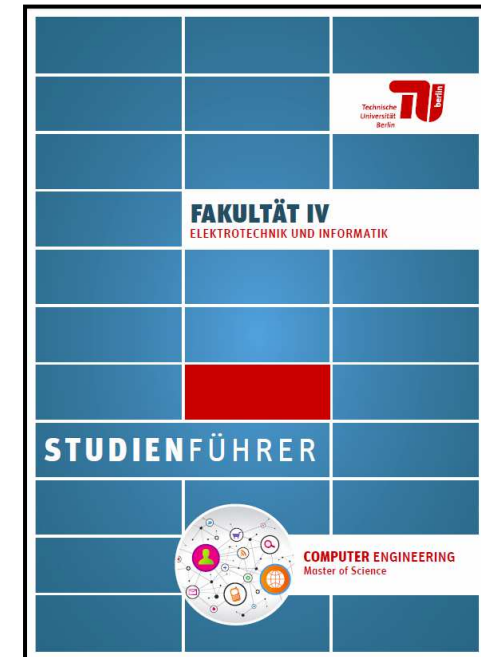 Technische
Universität
Berlin
berlin
FAKULTÄT IV
ELEKTROTECHNIK UND INFORMATIK
STUDIENFÜHRER
COMPUTER ENGINEERING
Master of Science